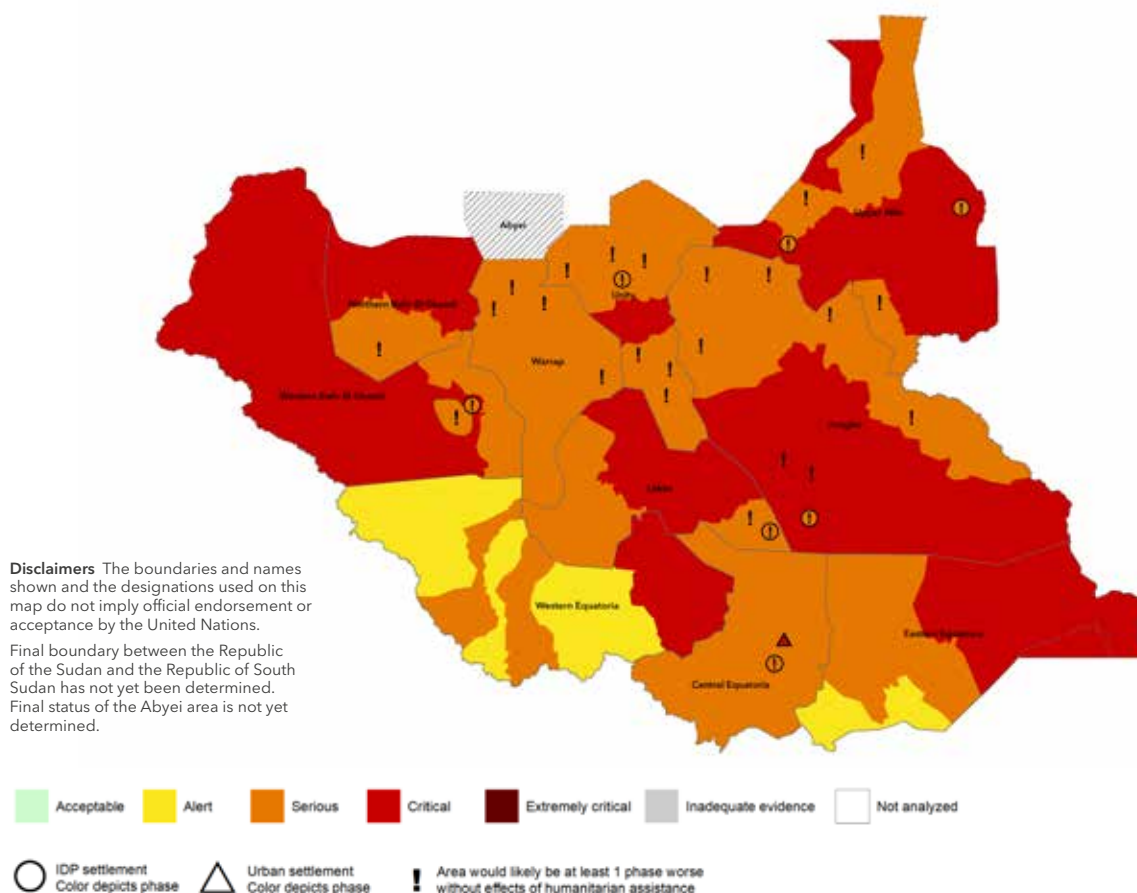 Abyei
Upper Nile
Unity
Northern Bahr El Ghazal
Warrap
Western Bahr El Ghazal
Jonglei
Lakes
Disclaimers The boundaries and names
shown and the designations used on this
map do not imply official endorsement or
acceptance by the United Nations.
Final boundary between the Republic
of the Sudan and the Republic of South
Sudan has not yet been determined.
Final status of the Abyei area is not yet
determined.
Western Equatoria
Eastern Equatoria
Central Equatoria
Acceptable
Alert
Serious
Critical
Extremely critical
Inadequate evidence
Not analyzed
IDP settlement
Color depicts phase
Urban settlement
Color depicts phase
! Area would likely be at least 1 phase worse
without effects of humanitarian assistance